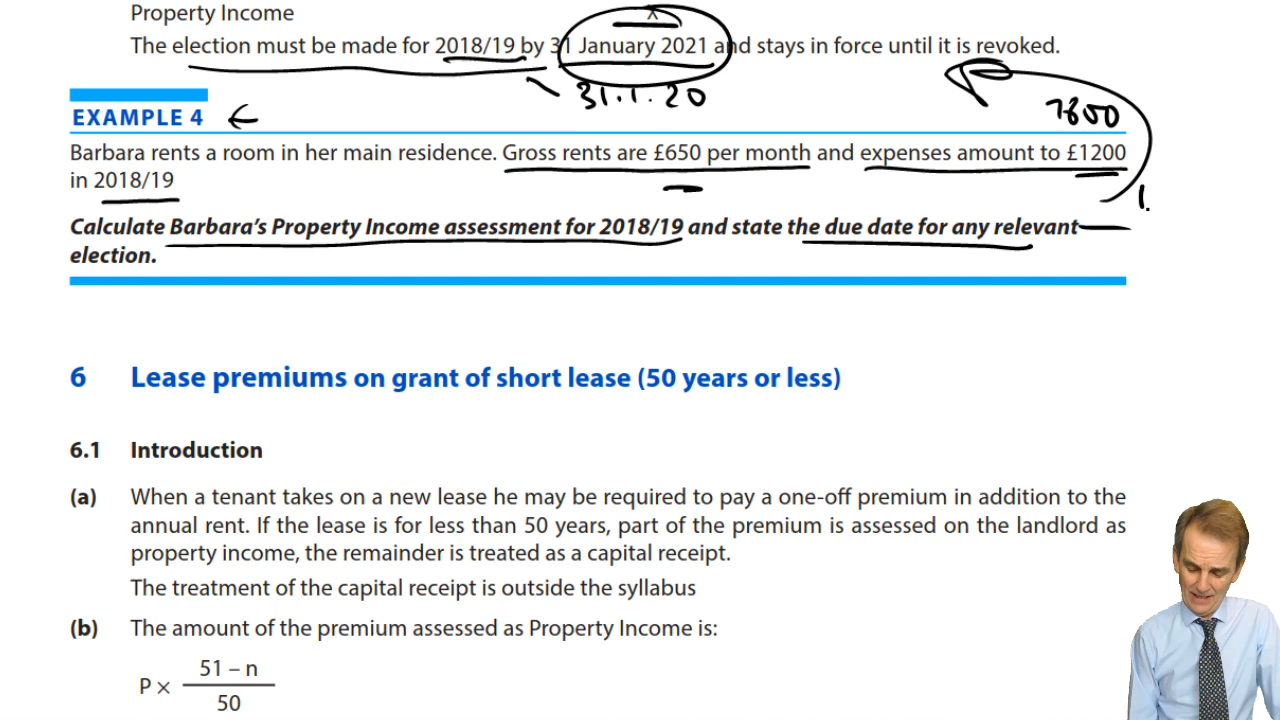 Property Income
The election must be made for 2018/19 by 31 January 2021 and stays in force until it is revoked.
31.1.20
7800
EXAMPLE 4
Barbara rents a room in her main residence. Gross rents are £650 per month and expenses amount to £1200
in 2018/19
1.
Calculate Barbara's Property Income assessment for 2018/19 and state the due date for any relevant
election.
6 Lease premiums on grant of short lease (50 years or less)
6.1 Introduction
(a) When a tenant takes on a new lease he may be required to pay a one-off premium in addition to the
annual rent. If the lease is for less than 50 years, part of the premium is assessed on the landlord as
property income, the remainder is treated as a capital receipt.
The treatment of the capital receipt is outside the syllabus
(b) The amount of the premium assessed as Property Income is:
51 – n
P ×
50